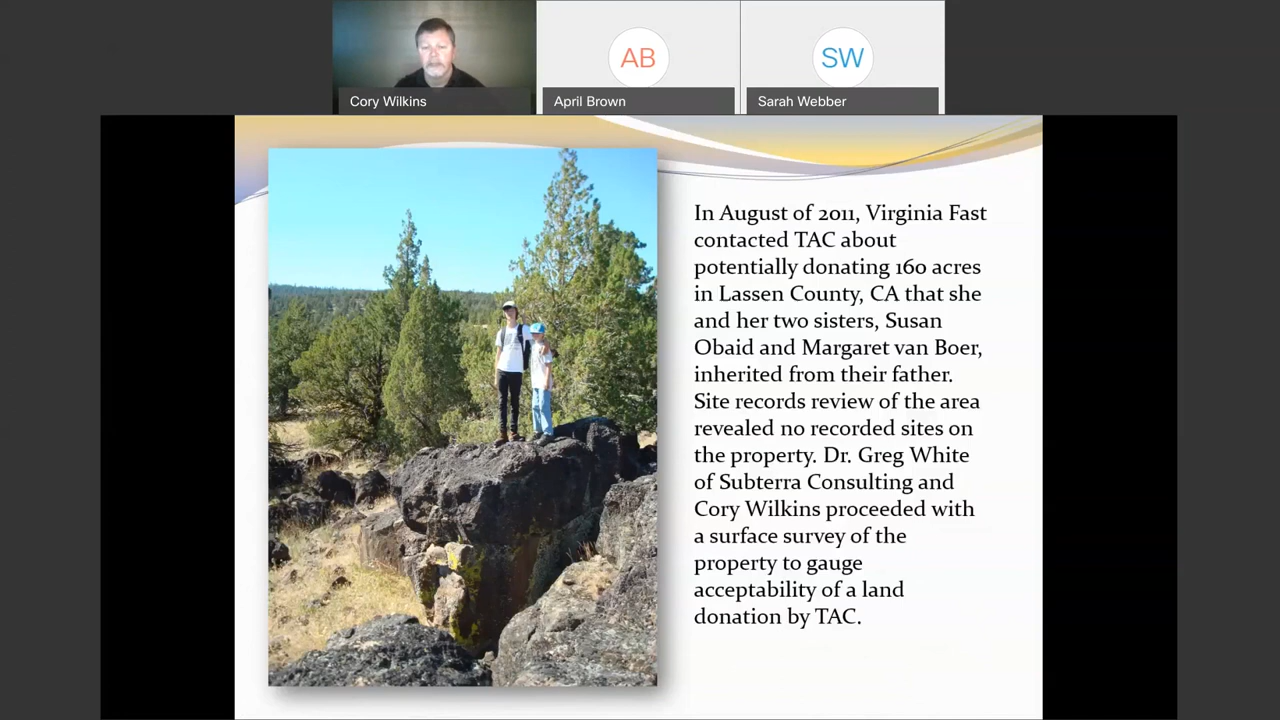 AB
SW
Cory Wilkins
April Brown
Sarah Webber
In August of 2011, Virginia Fast
contacted TAC about
potentially donating 160 acres
in Lassen County, CA that she
and her two sisters, Susan
Obaid and Margaret van Boer,
inherited from their father.
Site records review of the area
revealed no recorded sites on
the property. Dr. Greg White
of Subterra Consulting and
Cory Wilkins proceeded with
a surface survey of the
property to gauge
acceptability of a land
donation by TAC.